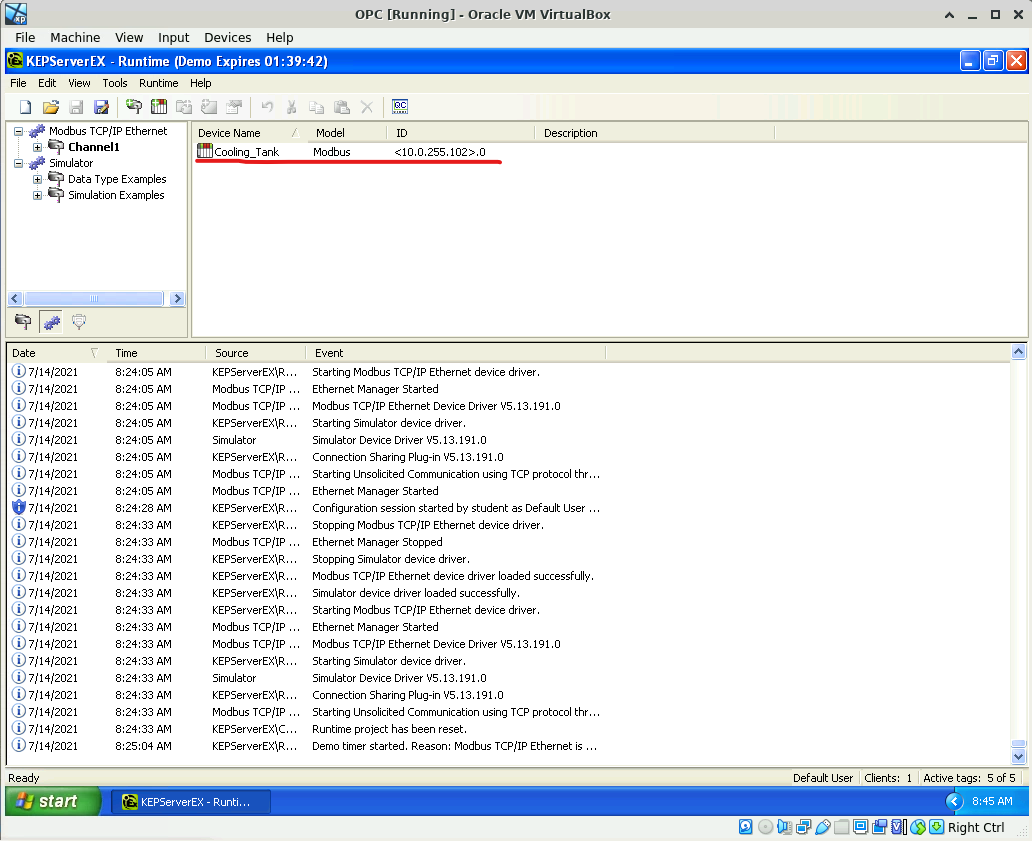 OPC [Running] - Oracle VM VirtualBox
File Machine View Input Devices Help
KEPServerEX - Runtime (Demo Expires 01:39:42)
File Edit View Tools Runtime Help
Modbus TCP/IP Ethernet
Channel1
Simulator
Data Type Examples
Simulation Examples
Device Name Model ID Description
Cooling_Tank Modbus <10.0.255.102>.0
Date Time Source Event
7/14/2021 8:24:05 AM KEPServerEX\R... Starting Modbus TCP/IP Ethernet device driver.
7/14/2021 8:24:05 AM Modbus TCP/IP ... Ethernet Manager Started
7/14/2021 8:24:05 AM Modbus TCP/IP ... Modbus TCP/IP Ethernet Device Driver V5.13.191.0
7/14/2021 8:24:05 AM KEPServerEX\R... Starting Simulator device driver.
7/14/2021 8:24:05 AM Simulator Simulator Device Driver V5.13.191.0
7/14/2021 8:24:05 AM KEPServerEX\R... Connection Sharing Plug-in V5.13.191.0
7/14/2021 8:24:05 AM Modbus TCP/IP ... Starting Unsolicited Communication using TCP protocol thr...
7/14/2021 8:24:05 AM Modbus TCP/IP ... Ethernet Manager Started
7/14/2021 8:24:28 AM KEPServerEX\R... Configuration session started by student as Default User ...
7/14/2021 8:24:33 AM KEPServerEX\R... Stopping Modbus TCP/IP Ethernet device driver.
7/14/2021 8:24:33 AM Modbus TCP/IP ... Ethernet Manager Stopped
7/14/2021 8:24:33 AM KEPServerEX\R... Stopping Simulator device driver.
7/14/2021 8:24:33 AM KEPServerEX\R... Modbus TCP/IP Ethernet device driver loaded successfully.
7/14/2021 8:24:33 AM KEPServerEX\R... Simulator device driver loaded successfully.
7/14/2021 8:24:33 AM KEPServerEX\R... Starting Modbus TCP/IP Ethernet device driver.
7/14/2021 8:24:33 AM Modbus TCP/IP ... Ethernet Manager Started
7/14/2021 8:24:33 AM Modbus TCP/IP ... Modbus TCP/IP Ethernet Device Driver V5.13.191.0
7/14/2021 8:24:33 AM KEPServerEX\R... Starting Simulator device driver.
7/14/2021 8:24:33 AM Simulator Simulator Device Driver V5.13.191.0
7/14/2021 8:24:33 AM KEPServerEX\R... Connection Sharing Plug-in V5.13.191.0
7/14/2021 8:24:33 AM Modbus TCP/IP ... Starting Unsolicited Communication using TCP protocol thr...
7/14/2021 8:24:33 AM KEPServerEX\C... Runtime project has been reset.
7/14/2021 8:25:04 AM KEPServerEX\R... Demo timer started. Reason: Modbus TCP/IP Ethernet is ...
Ready Default User Clients: 1 Active tags: 5 of 5
start KEPServerEX - Runti... 8:45 AM
Right Ctrl